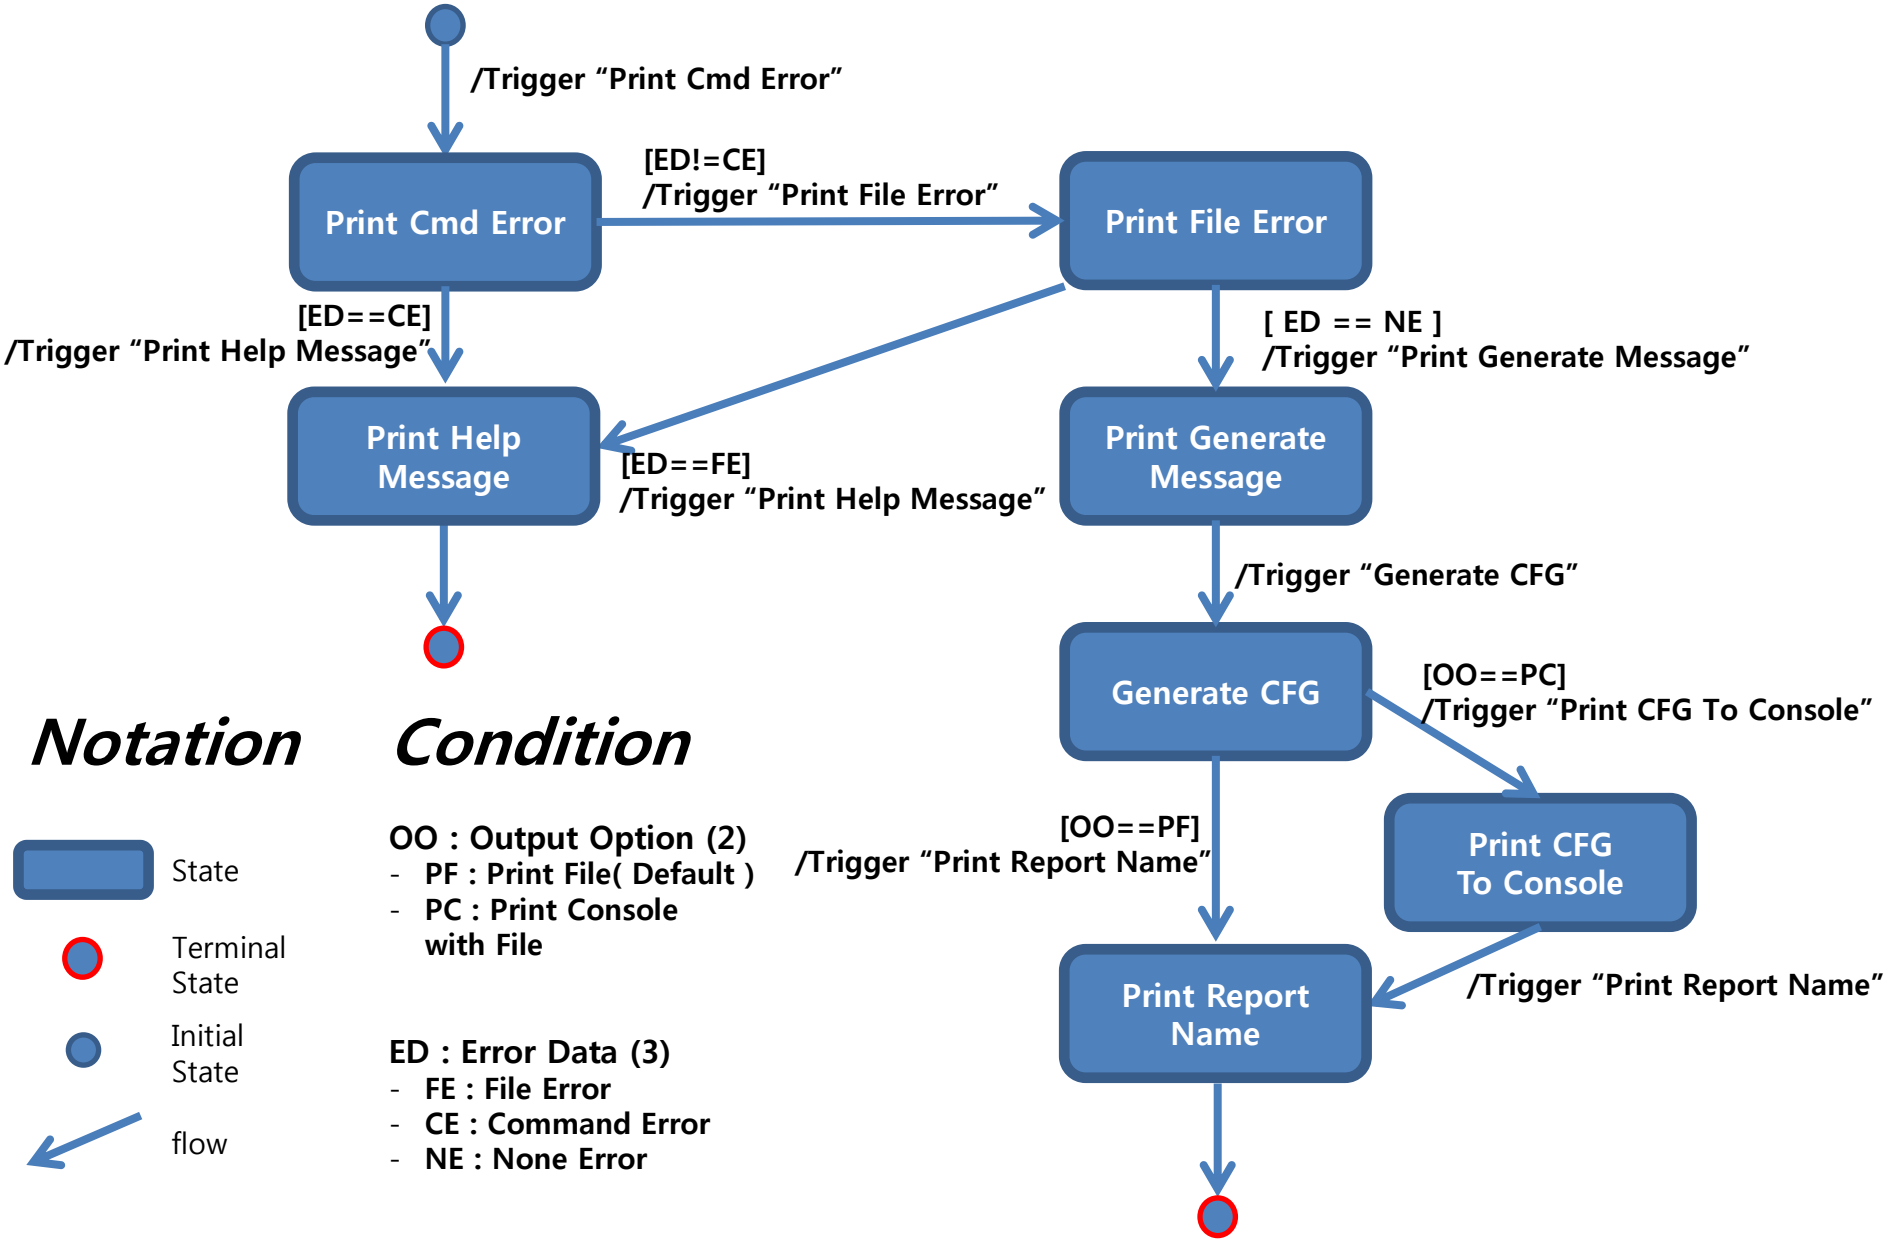 /Trigger “Print Cmd Error”
[ED!=CE]
/Trigger “Print File Error”
Print Cmd Error
Print File Error
[ED==CE]
/Trigger “Print Help Message”
[ ED == NE ]
/Trigger “Print Generate Message”
Print Help
Message
Print Generate
Message
[ED==FE]
/Trigger “Print Help Message”
/Trigger “Generate CFG”
Generate CFG
[OO==PC]
/Trigger “Print CFG To Console”
[OO==PF]
/Trigger “Print Report Name”
Print CFG
To Console
Print Report
Name
/Trigger “Print Report Name”
Notation
State
Terminal
State
Initial
State
flow
Condition
OO : Output Option (2)
- PF : Print File( Default )
- PC : Print Console
with File
ED : Error Data (3)
- FE : File Error
- CE : Command Error
- NE : None Error